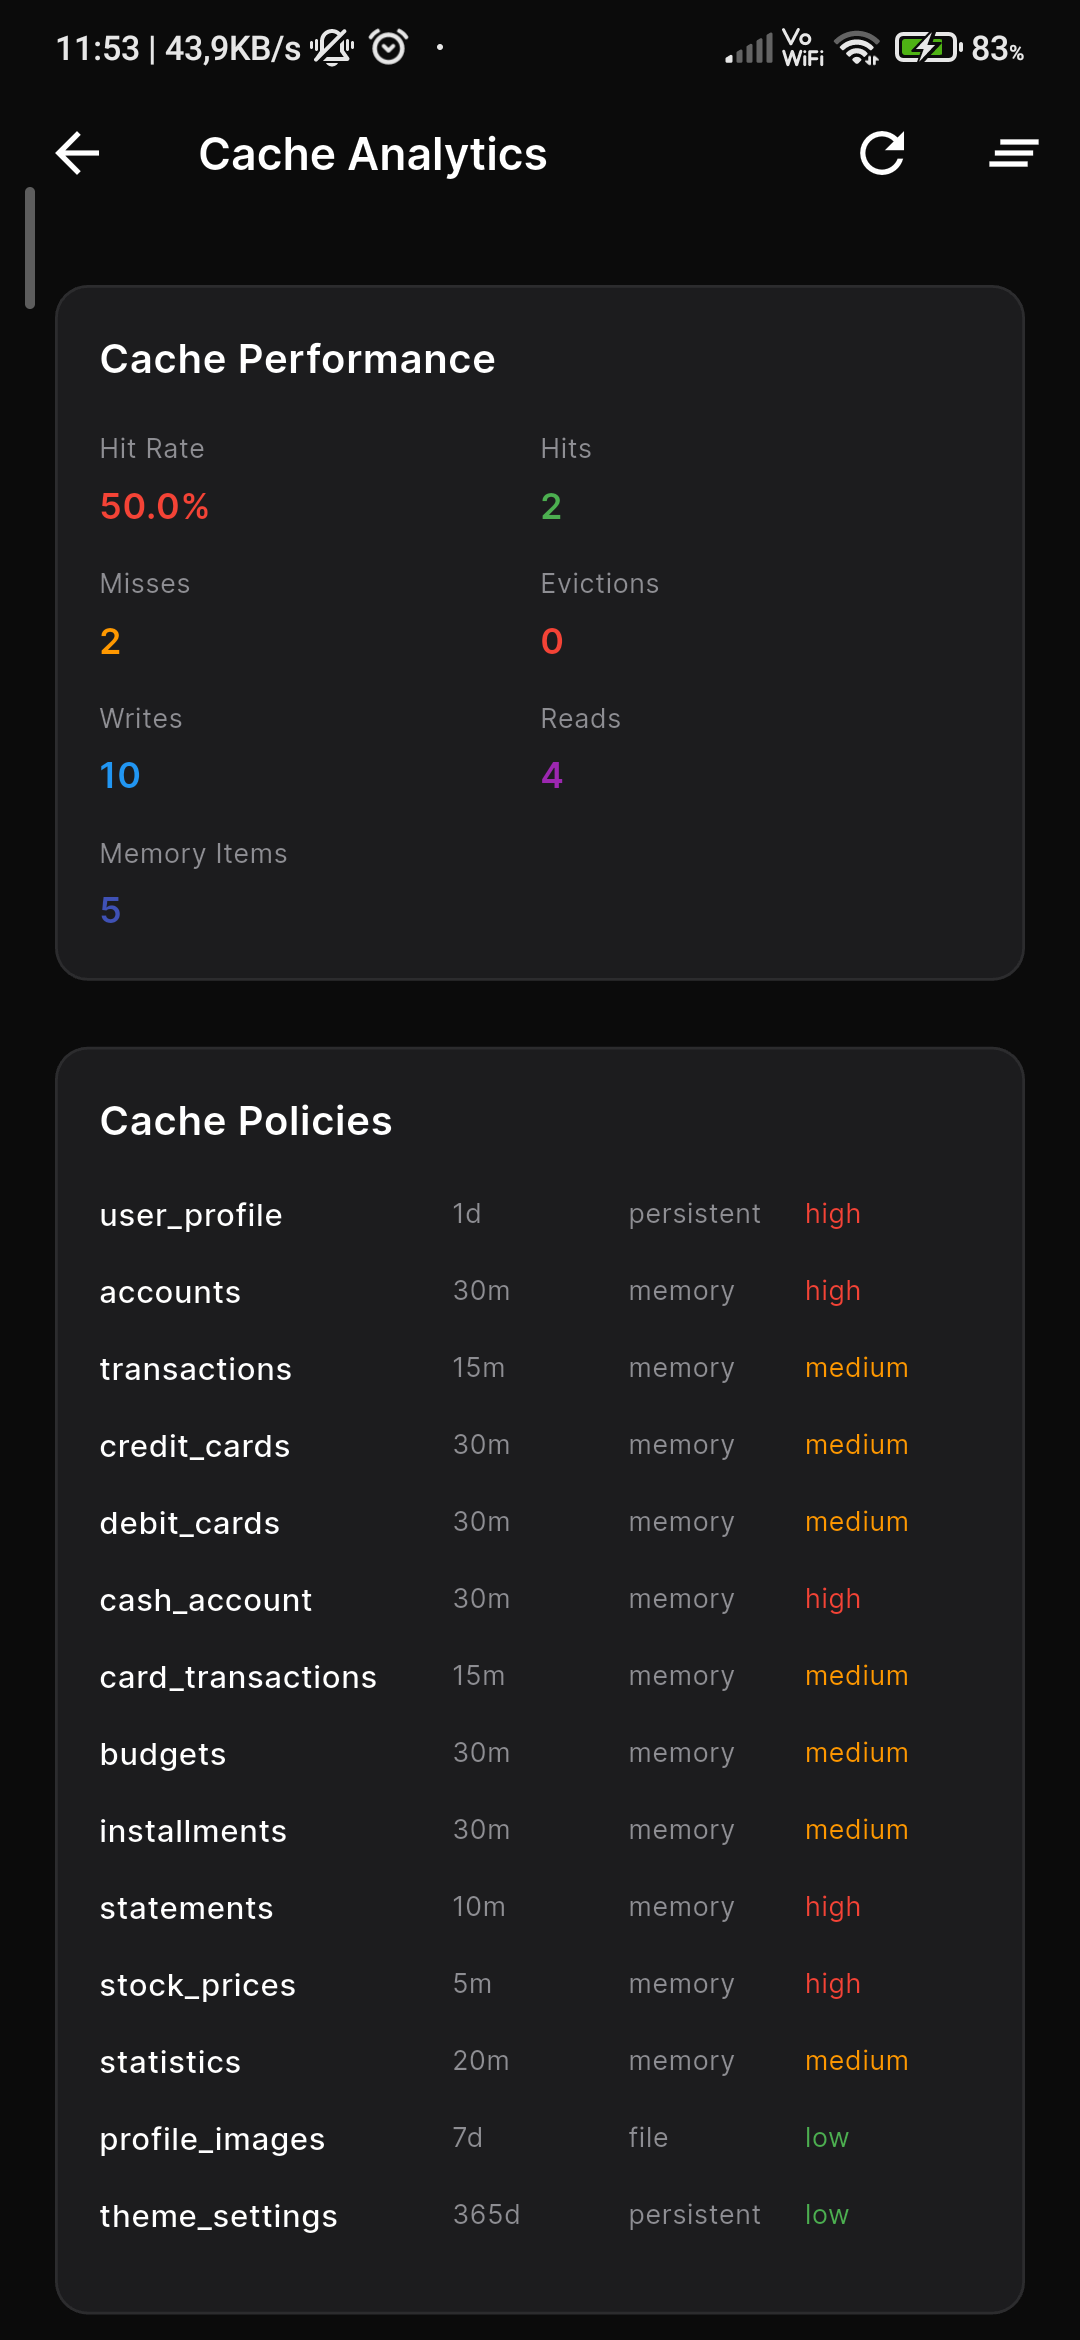 11:53 | 43,9KB/s Vo WiFi 83%
Cache Analytics
Cache Performance
Hit Rate Hits
50.0% 2
Misses Evictions
2 0
Writes Reads
10 4
Memory Items
5
Cache Policies
user_profile 1d persistent high
accounts 30m memory high
transactions 15m memory medium
credit_cards 30m memory medium
debit_cards 30m memory medium
cash_account 30m memory high
card_transactions 15m memory medium
budgets 30m memory medium
installments 30m memory medium
statements 10m memory high
stock_prices 5m memory high
statistics 20m memory medium
profile_images 7d file low
theme_settings 365d persistent low